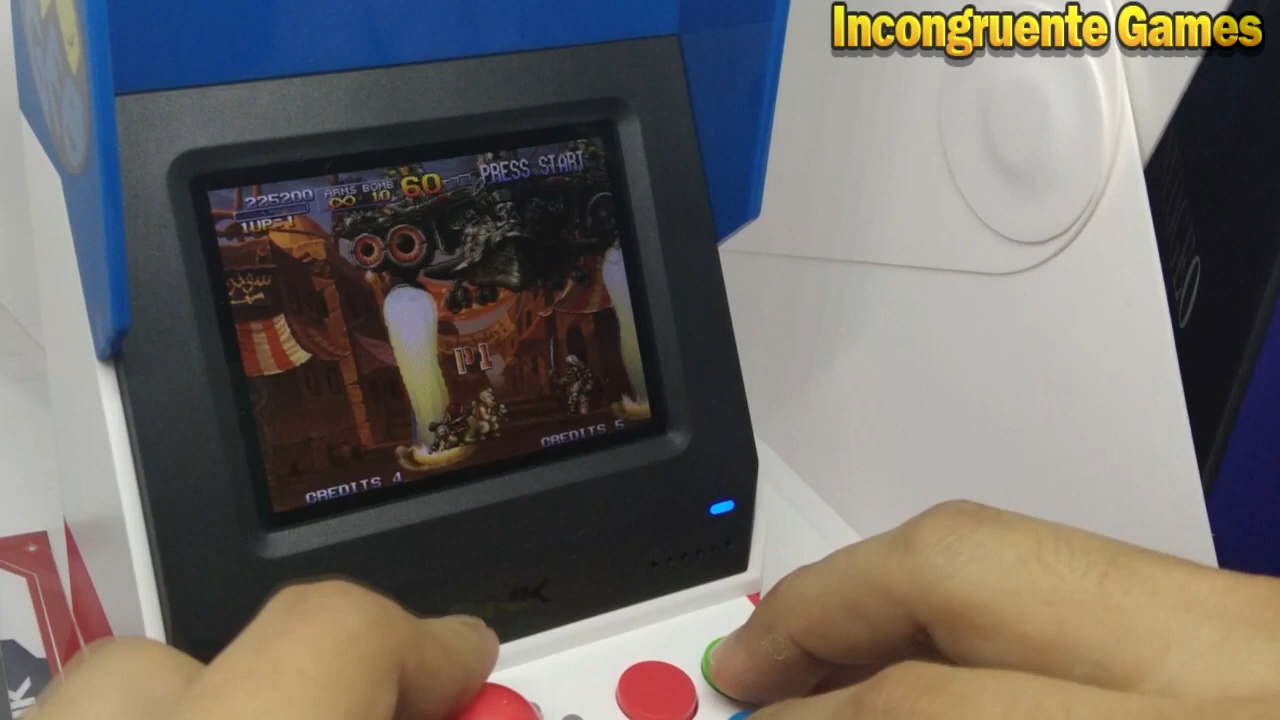 Incongruente Games
PRESS START
225200
ARMS BOMB
60
∞ 10
1UP=1
P1
CREDITS 5
CREDITS 4